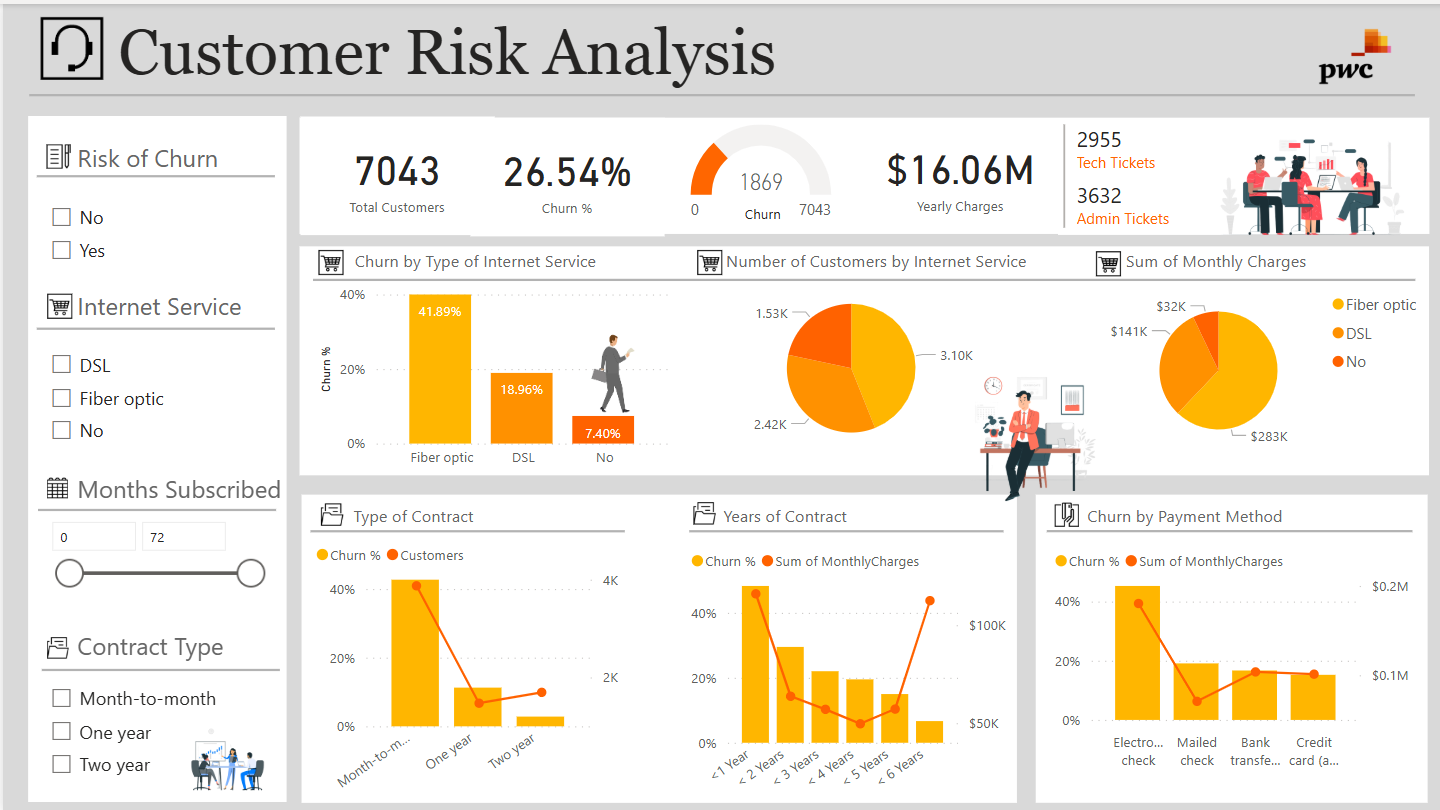 Customer Risk Analysis
pwc
Risk of Churn
No
Yes
Internet Service
DSL
Fiber optic
No
Months Subscribed
0
72
Contract Type
Month-to-month
One year
Two year
7043
Total Customers
26.54%
Churn %
1869
0
Churn
7043
$16.06M
Yearly Charges
2955
Tech Tickets
3632
Admin Tickets
Churn by Type of Internet Service
40%
20%
0%
Churn %
41.89%
18.96%
7.40%
Fiber optic
DSL
No
Number of Customers by Internet Service
1.53K
3.10K
2.42K
Sum of Monthly Charges
$32K
$141K
$283K
Fiber optic
DSL
No
Type of Contract
Churn %
Customers
40%
20%
0%
4K
2K
Month-to-m...
One year
Two year
Years of Contract
Churn %
Sum of MonthlyCharges
40%
20%
0%
$100K
$50K
<1 Year
< 2 Years
< 3 Years
< 4 Years
< 5 Years
< 6 Years
Churn by Payment Method
Churn %
Sum of MonthlyCharges
40%
20%
0%
$0.2M
$0.1M
Electro...
check
Mailed
check
Bank
transfe...
Credit
card (a...